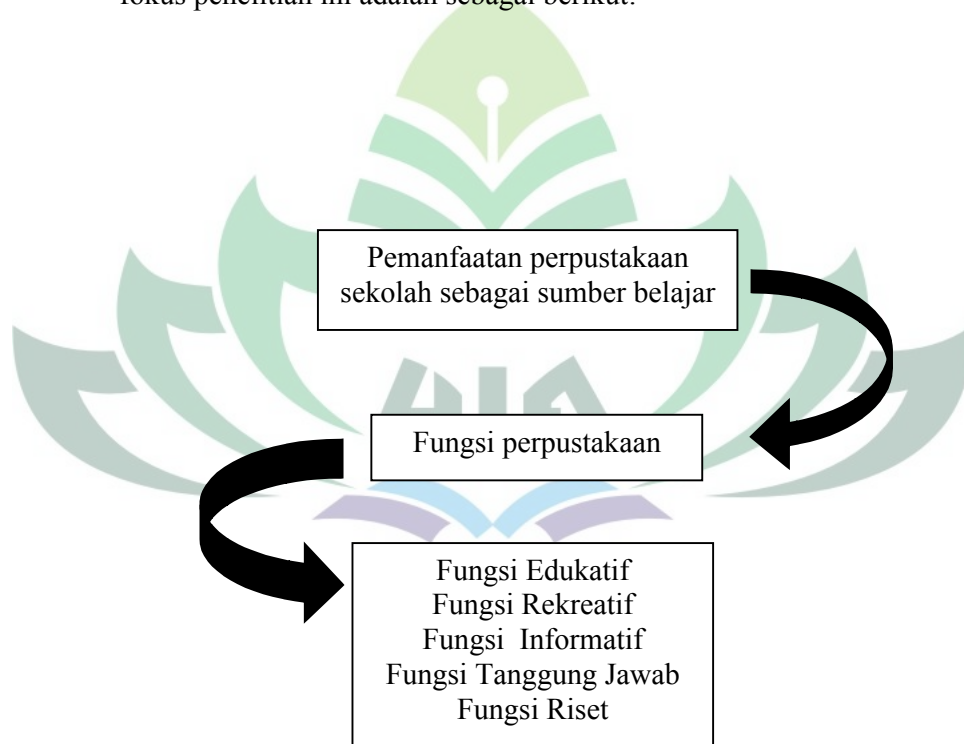 fokus penelitian ini adalah sebagai berikut:
Pemanfaatan perpustakaan
sekolah sebagai sumber belajar
Fungsi perpustakaan
Fungsi Edukatif
Fungsi Rekreatif
Fungsi Informatif
Fungsi Tanggung Jawab
Fungsi Riset